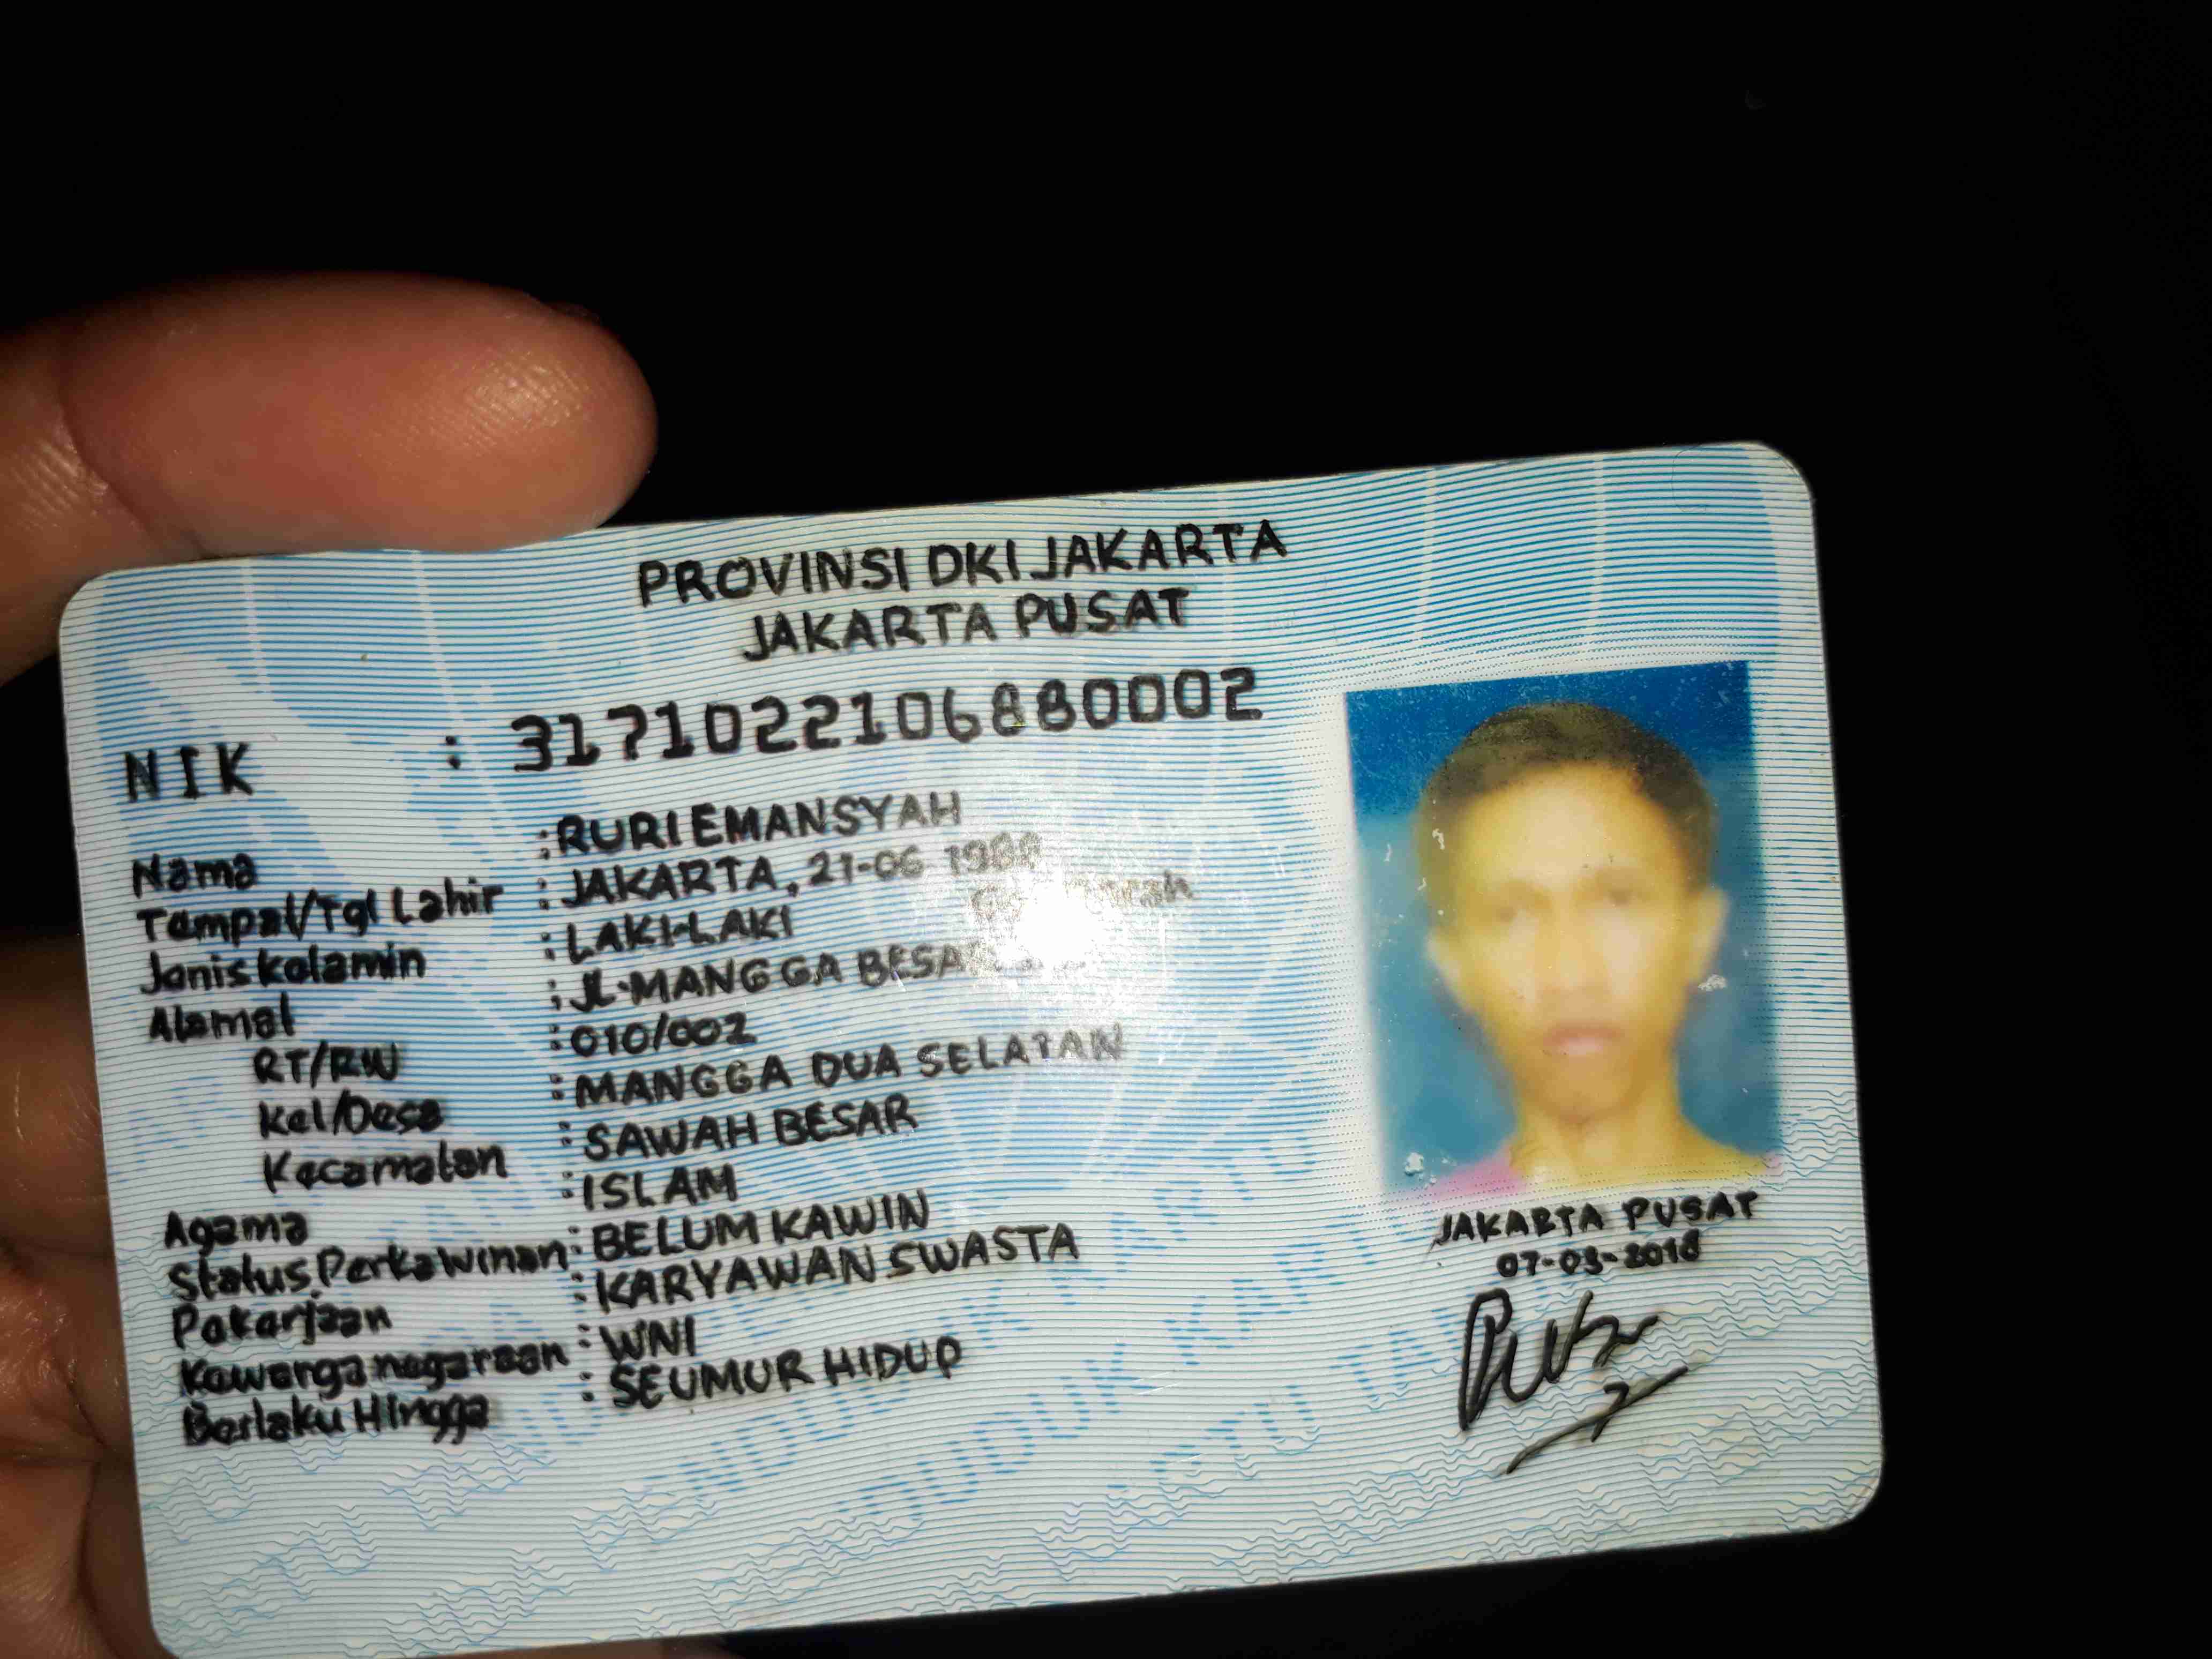 PROVINSI DKI JAKARTA
JAKARTA PUSAT
NIK : 3171022106880002
Nama : RURI EMANSYAH
Tempat/Tgl Lahir : JAKARTA, 21-06 1988
Jenis kelamin : LAKI-LAKI
Alamat : JL. MANGGA BESAR
RT/RW : 010/002
Kel/Desa : MANGGA DUA SELATAN
Kecamatan : SAWAH BESAR
Agama : ISLAM
Status Perkawinan : BELUM KAWIN
Pekerjaan : KARYAWAN SWASTA
Kewarganegaraan : WNI
Berlaku Hingga : SEUMUR HIDUP
JAKARTA PUSAT
07-03-2018